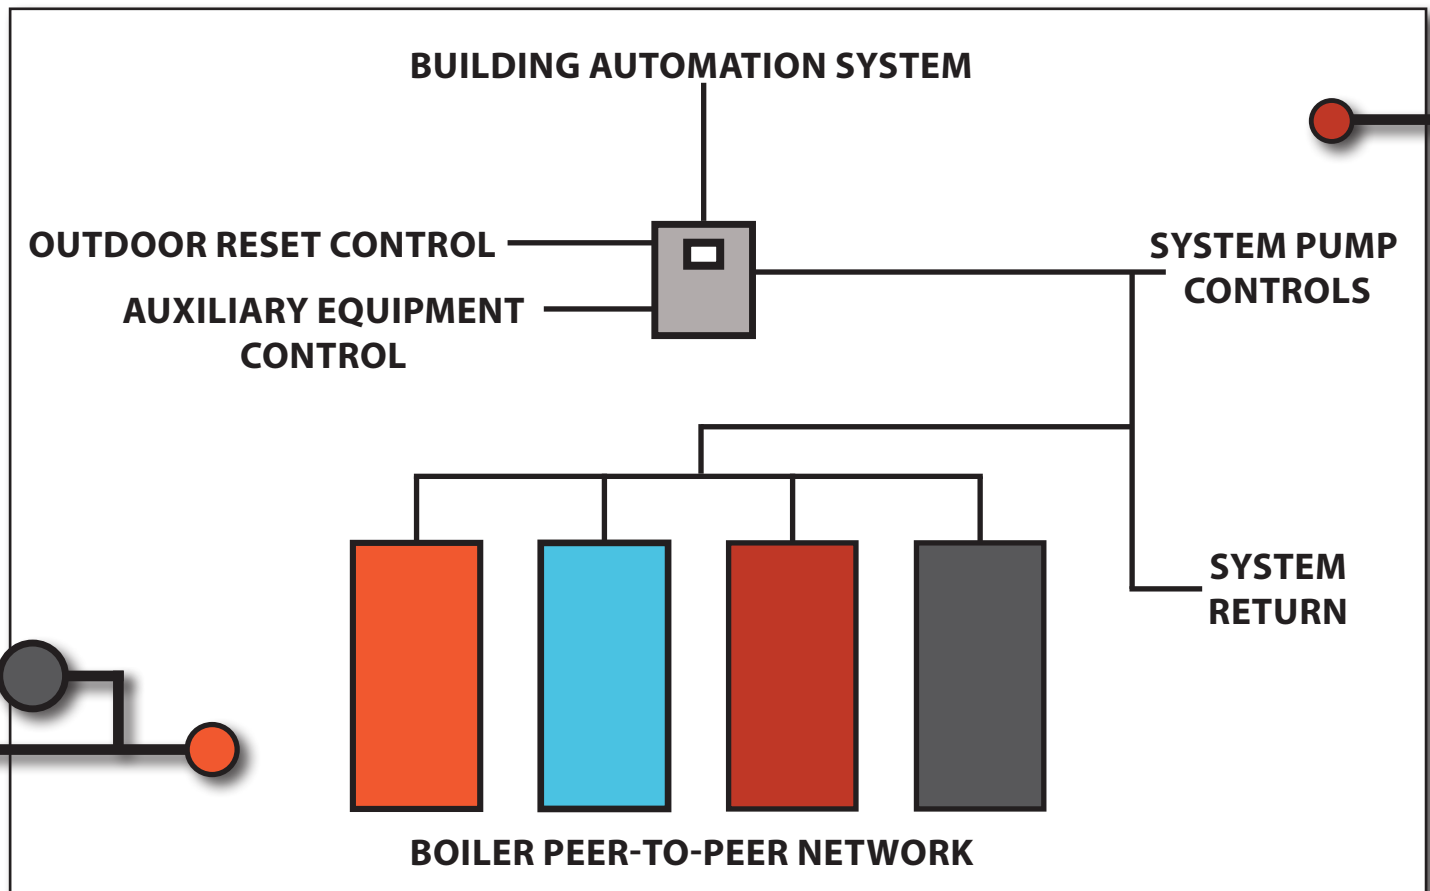 BUILDING AUTOMATION SYSTEM
OUTDOOR RESET CONTROL
AUXILIARY EQUIPMENT
CONTROL
SYSTEM PUMP
CONTROLS
SYSTEM
RETURN
BOILER PEER-TO-PEER NETWORK